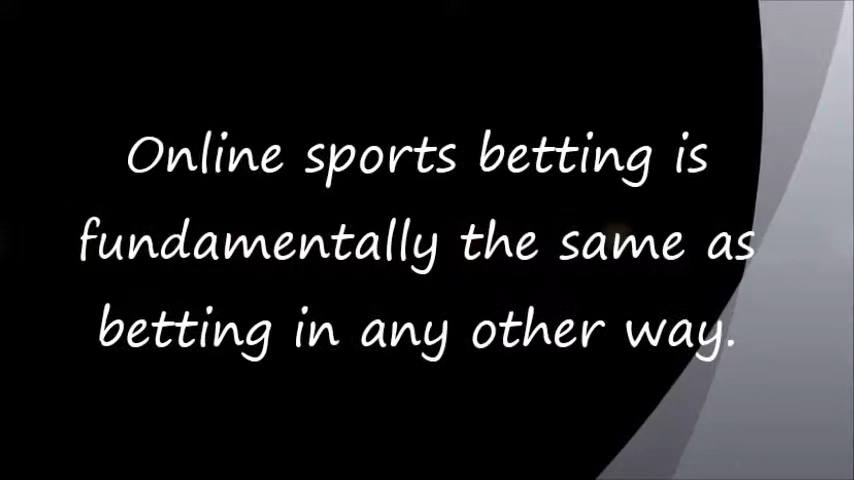 Online sports betting is
fundamentally the same as
betting in any other way.